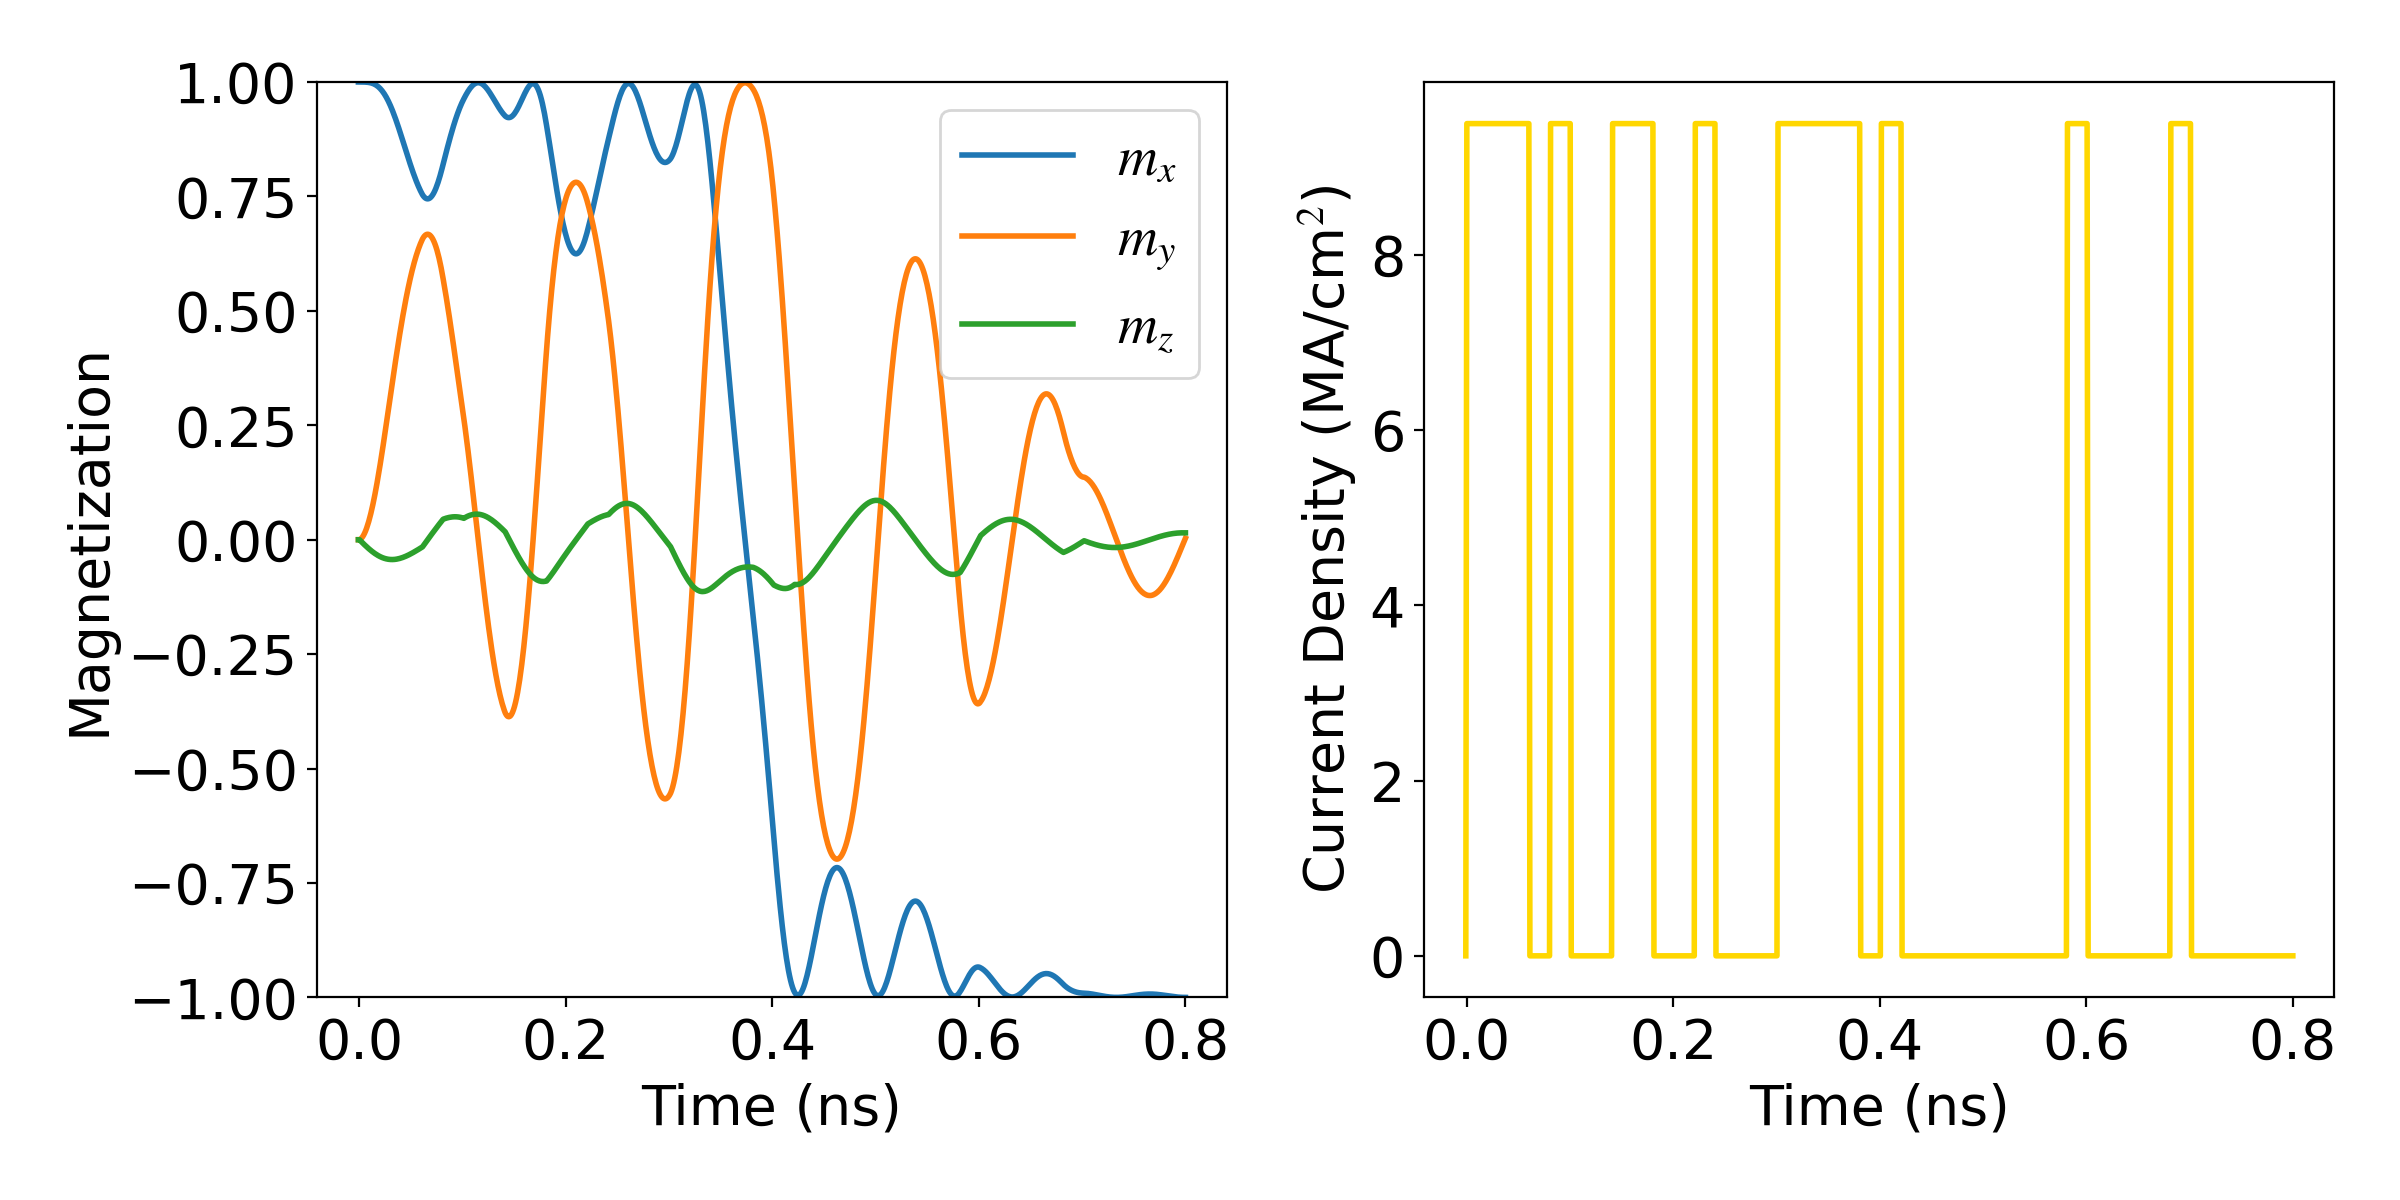 1.00
0.75
0.50
0.25
0.00
−0.25
−0.50
−0.75
−1.00
Magnetization
0.0 0.2 0.4 0.6 0.8
Time (ns)
m_x
m_y
m_z
8
6
4
2
0
Current Density (MA/cm²)
0.0 0.2 0.4 0.6 0.8
Time (ns)